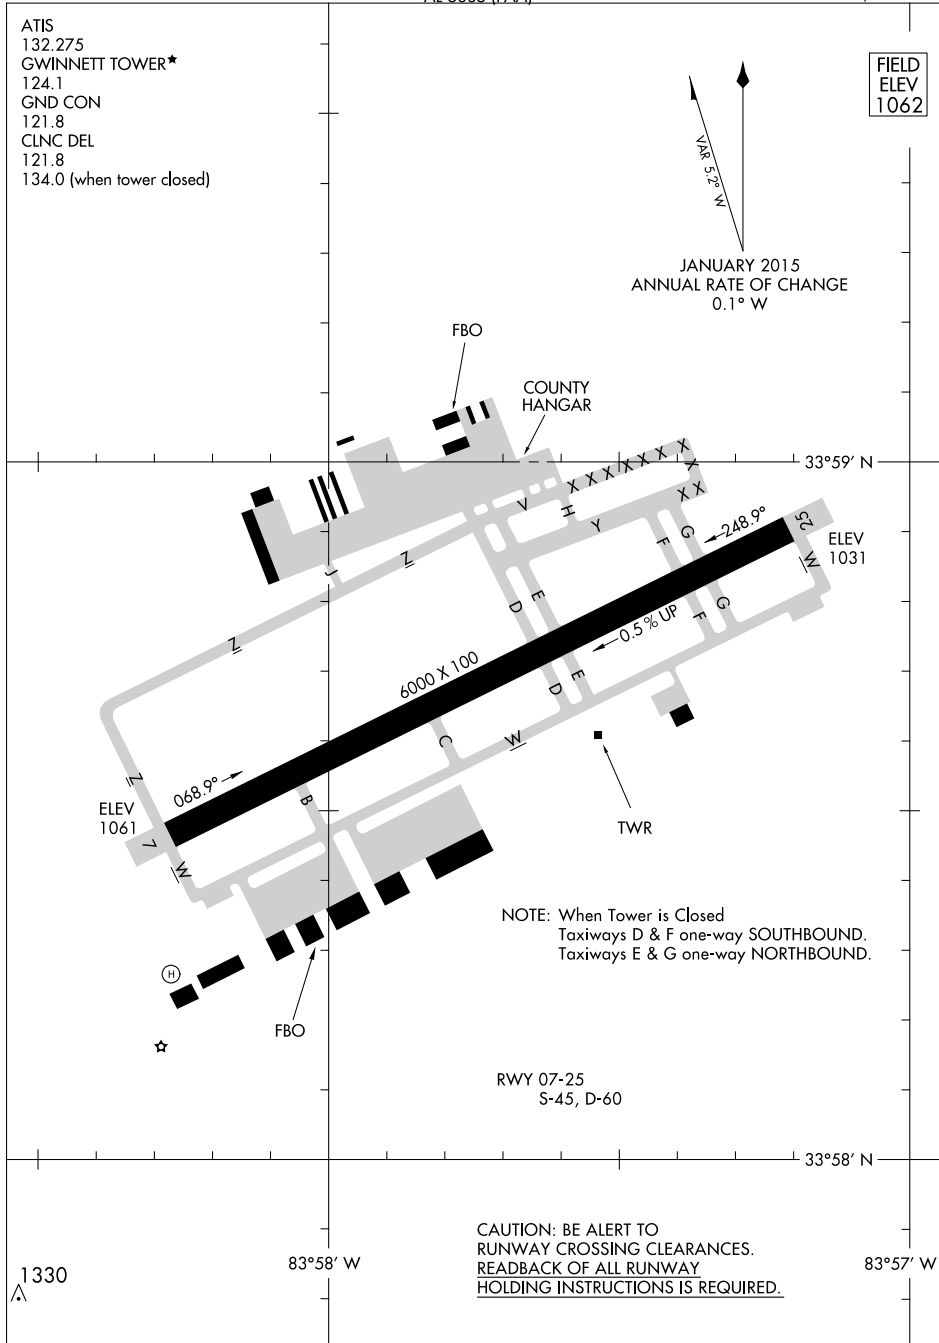 ATIS
132.275
GWINNETT TOWER★
124.1
GND CON
121.8
CLNC DEL
121.8
134.0 (when tower closed)
FIELD
ELEV
1062
VAR 5.2° W
JANUARY 2015
ANNUAL RATE OF CHANGE
0.1° W
FBO
COUNTY
HANGAR
33°59' N
X X X X X X X
X
X
X X
V
H
Y
F
G
248.9°
25
ELEV
1031
W
J
Z
Z
D
E
G
F
0.5% UP
6000 X 100
D
E
C
W
Z
068.9°
B
ELEV
1061
7
W
TWR
NOTE: When Tower is Closed
Taxiways D & F one-way SOUTHBOUND.
Taxiways E & G one-way NORTHBOUND.
H
FBO
RWY 07-25
S-45, D-60
33°58' N
CAUTION: BE ALERT TO
RUNWAY CROSSING CLEARANCES.
READBACK OF ALL RUNWAY
HOLDING INSTRUCTIONS IS REQUIRED.
1330
83°58' W
83°57' W